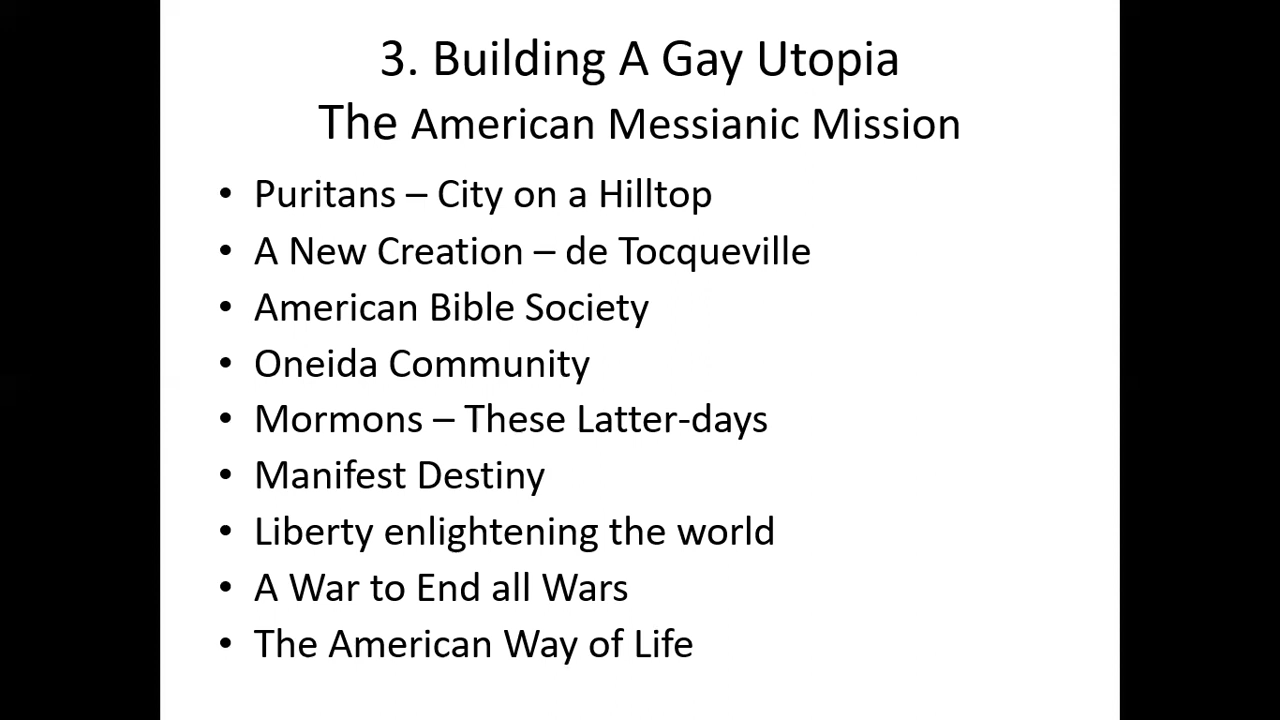 3. Building A Gay Utopia
The American Messianic Mission
• Puritans – City on a Hilltop
• A New Creation – de Tocqueville
• American Bible Society
• Oneida Community
• Mormons – These Latter-days
• Manifest Destiny
• Liberty enlightening the world
• A War to End all Wars
• The American Way of Life